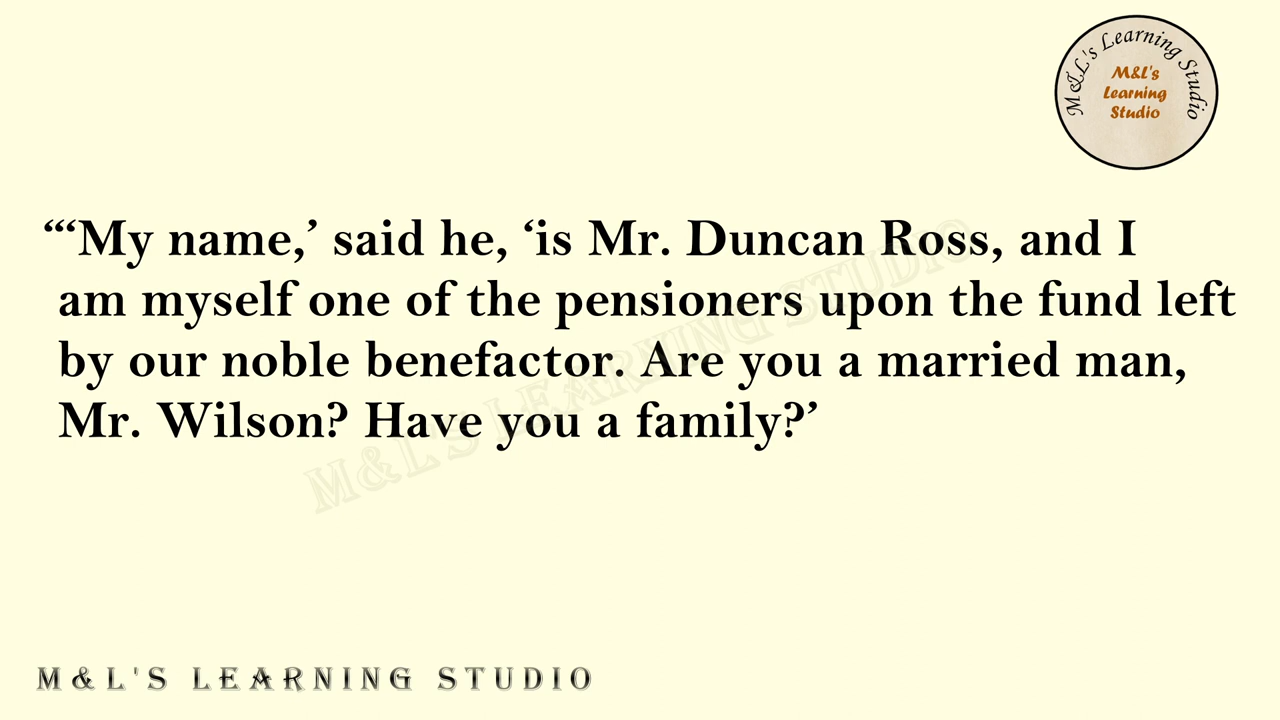 M&L's Learning Studio
M&L's
Learning
Studio
“‘My name,’ said he, ‘is Mr. Duncan Ross, and I
am myself one of the pensioners upon the fund left
by our noble benefactor. Are you a married man,
Mr. Wilson? Have you a family?’
M&L'S LEARNING STUDIO
M&L'S LEARNING STUDIO